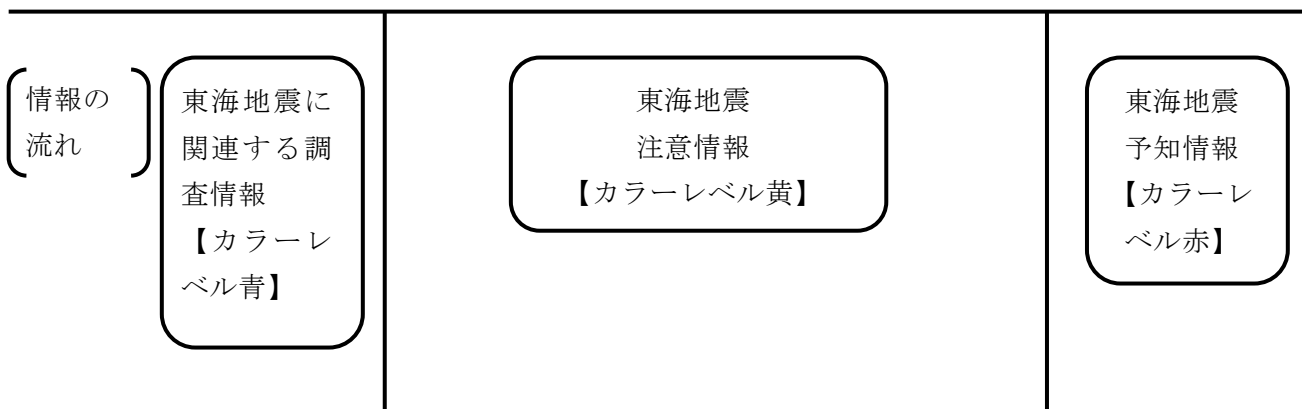 情報の
流れ
東海地震に
関連する調
査情報
【カラーレ
ベル青】
東海地震
注意情報
【カラーレベル黄】
東海地震
予知情報
【カラーレ
ベル赤】